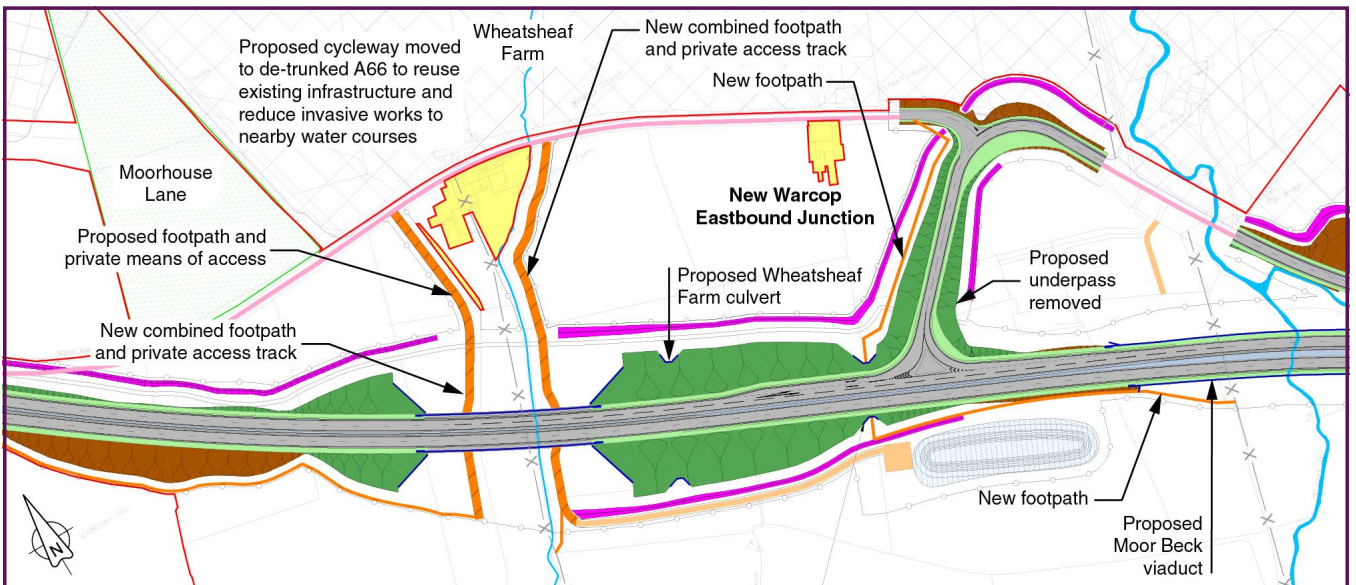 Proposed cycleway moved
to de-trunked A66 to reuse
existing infrastructure and
reduce invasive works to
nearby water courses
Wheatsheaf
Farm
New combined footpath
and private access track
New footpath
Moorhouse
Lane
New Warcop
Eastbound Junction
Proposed footpath and
private means of access
Proposed Wheatsheaf
Farm culvert
Proposed
underpass
removed
New combined footpath
and private access track
New footpath
Proposed
Moor Beck
viaduct
N